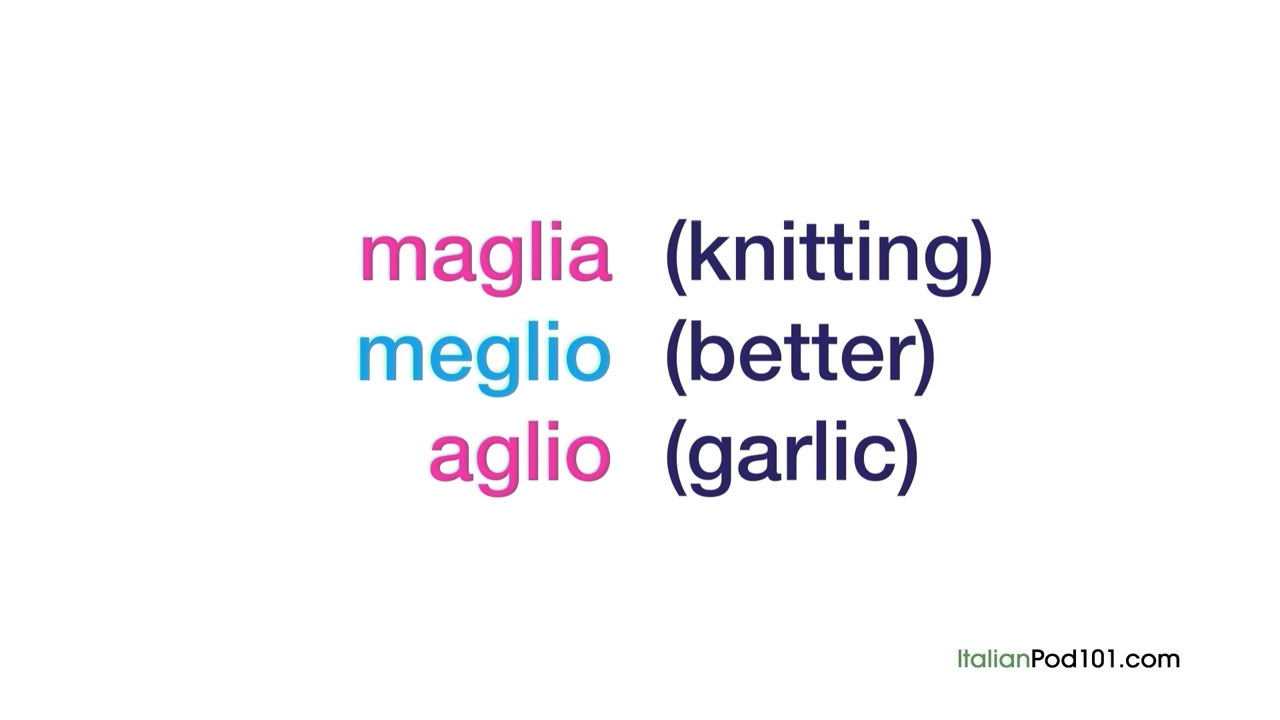 maglia (knitting)
meglio (better)
aglio (garlic)
ItalianPod101.com